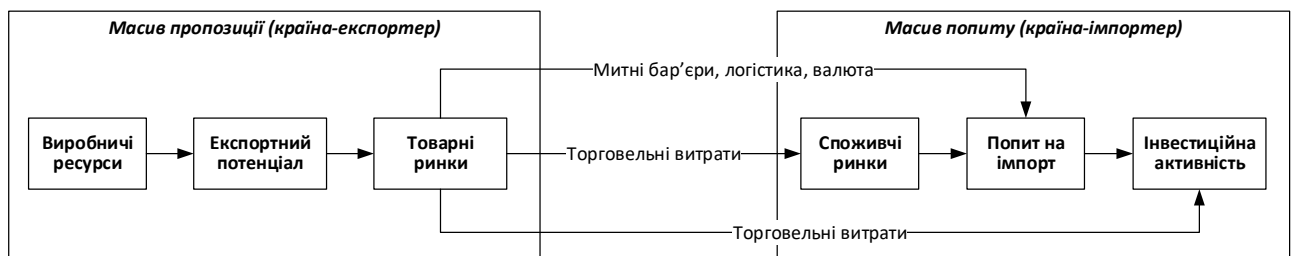 Масив пропозиції (країна-експортер)
Масив попиту (країна-імпортер)
Митні бар’єри, логістика, валюта
Виробничі
ресурси
Експортний
потенціал
Товарні
ринки
Торговельні витрати
Споживчі
ринки
Попит на
імпорт
Інвестиційна
активність
Торговельні витрати